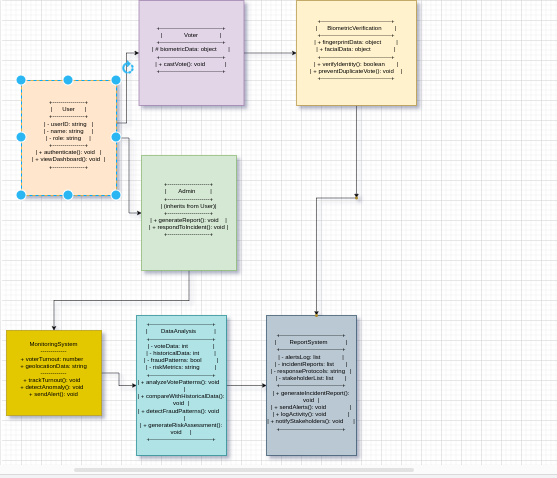 +------------------+
| Voter |
+------------------+
| # biometricData: object |
+------------------+
| + castVote(): void |
+------------------+
+------------------+
| BiometricVerification |
+------------------+
| + fingerprintData: object |
| + facialData: object |
+------------------+
| + verifyIdentity(): boolean |
| + preventDuplicateVote(): void |
+------------------+
+---------------+
| User |
+---------------+
| - userID: string |
| - name: string |
| - role: string |
+---------------+
| + authenticate(): void |
| + viewDashboard(): void |
+---------------+
+---------------------+
| Admin |
+---------------------+
| (inherits from User)|
+---------------------+
| + generateReport(): void |
| + respondToIncident(): void |
+---------------------+
MonitoringSystem
------------
+ voterTurnout: number
+ geolocationData: string
------------
+ trackTurnout(): void
+ detectAnomaly(): void
+ sendAlert(): void
+------------------+
| DataAnalysis |
+------------------+
| - voteData: int |
| - historicalData: int |
| - fraudPatterns: bool |
| - riskMetrics: string |
+------------------+
| + analyzeVotePatterns(): void
|
| + compareWithHistoricalData():
void |
| + detectFraudPatterns(): void
|
| + generateRiskAssessment():
void |
+------------------+
+---------------------+
| ReportSystem |
+---------------------+
| - alertsLog: list |
| - incidentReports: list |
| - responseProtocols: string |
| - stakeholderList: list |
+---------------------+
| + generateIncidentReport():
void |
| + sendAlerts(): void |
| + logActivity(): void |
| + notifyStakeholders(): void |
+---------------------+